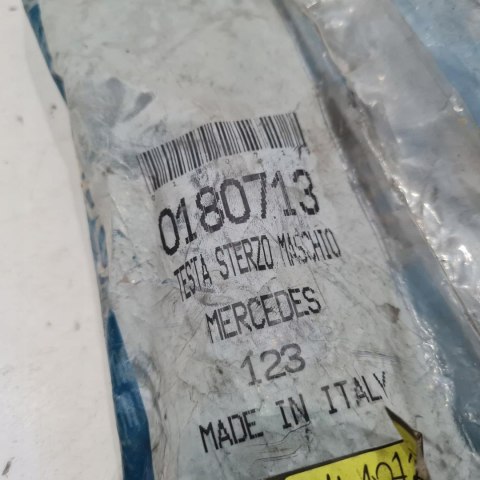 0180713
TESTA STERZO MASCHIO
MERCEDES
123
MADE IN ITALY